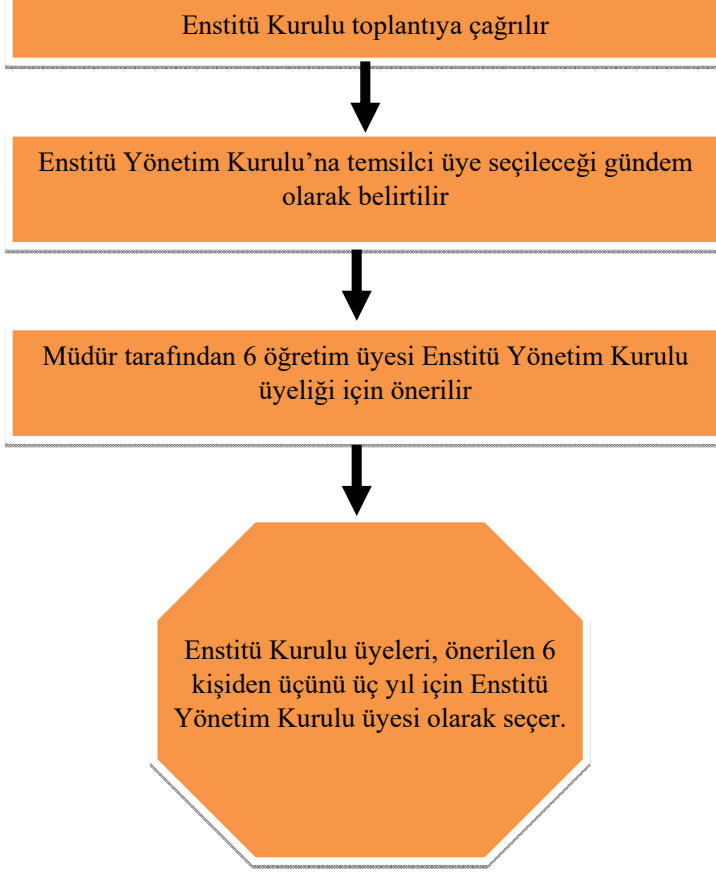 Enstitü Kurulu toplantıya çağrılır
Enstitü Yönetim Kurulu’na temsilci üye seçileceği gündem
olarak belirtilir
Müdür tarafından 6 öğretim üyesi Enstitü Yönetim Kurulu
üyeliği için önerilir
Enstitü Kurulu üyeleri, önerilen 6
kişiden üçünü üç yıl için Enstitü
Yönetim Kurulu üyesi olarak seçer.